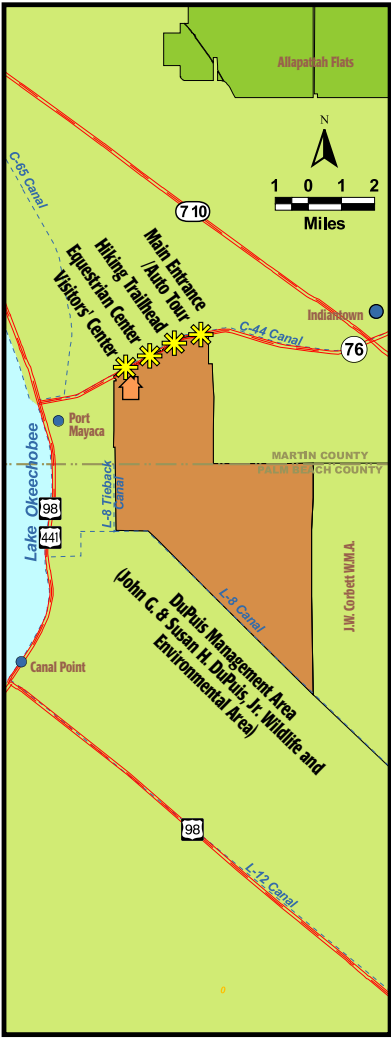 Allapattah Flats
N
C-65 Canal
710
1 0 1 2
Miles
Main Entrance
/Auto Tour
Hiking Trailhead
Equestrian Center
Visitors' Center
Indiantown
C-44 Canal
76
Port
Mayaca
MARTIN COUNTY
PALM BEACH COUNTY
L-8 Tieback
Canal
Lake Okeechobee
98
441
J.W. Corbett W.M.A.
L-8 Canal
DuPuis Management Area
(John G. & Susan H. DuPuis, Jr. Wildlife and
Environmental Area)
Canal Point
98
L-12 Canal